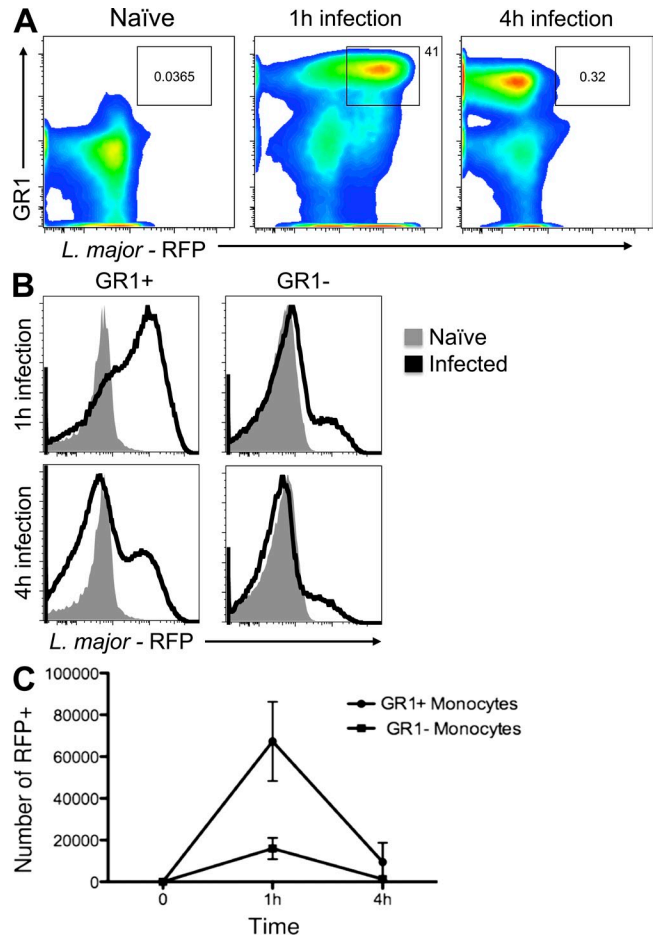 A
Naïve
1h infection
4h infection
0.0365
41
0.32
GR1
L. major - RFP
B
GR1+
GR1-
1h infection
4h infection
Naïve
Infected
L. major - RFP
C
Number of RFP+
100000
80000
60000
40000
20000
0
GR1+ Monocytes
GR1- Monocytes
0
1h
4h
Time